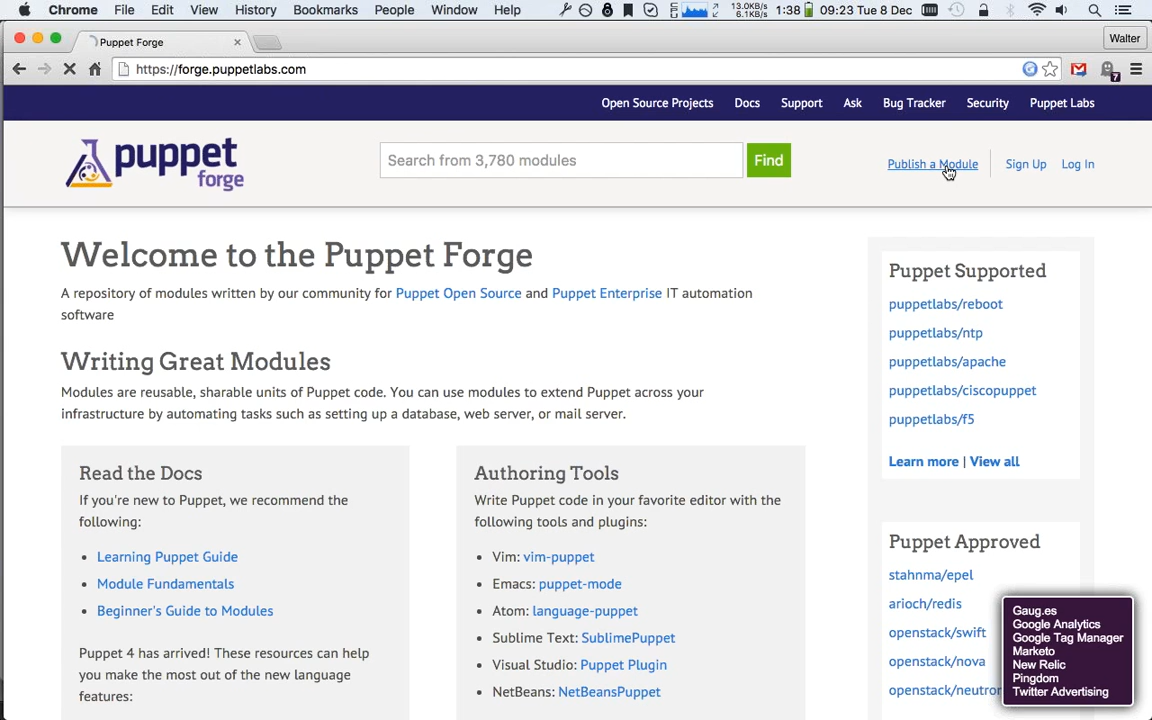 Chrome File Edit View History Bookmarks People Window Help 13.0KB/s 6.1KB/s 1:38 09:23 Tue 8 Dec
Puppet Forge × Walter
https://forge.puppetlabs.com 7
Open Source Projects Docs Support Ask Bug Tracker Security Puppet Labs
puppet forge
Search from 3,780 modules Find Publish a Module Sign Up Log In
Welcome to the Puppet Forge
A repository of modules written by our community for Puppet Open Source and Puppet Enterprise IT automation
software
Writing Great Modules
Modules are reusable, sharable units of Puppet code. You can use modules to extend Puppet across your
infrastructure by automating tasks such as setting up a database, web server, or mail server.
Read the Docs
If you're new to Puppet, we recommend the
following:
• Learning Puppet Guide
• Module Fundamentals
• Beginner's Guide to Modules
Puppet 4 has arrived! These resources can help
you make the most out of the new language
features:
Authoring Tools
Write Puppet code in your favorite editor with the
following tools and plugins:
• Vim: vim-puppet
• Emacs: puppet-mode
• Atom: language-puppet
• Sublime Text: SublimePuppet
• Visual Studio: Puppet Plugin
• NetBeans: NetBeansPuppet
Puppet Supported
puppetlabs/reboot
puppetlabs/ntp
puppetlabs/apache
puppetlabs/ciscopuppet
puppetlabs/f5
Learn more | View all
Puppet Approved
stahnma/epel
arioch/redis
openstack/swift
openstack/nova
openstack/neutron
Gaug.es
Google Analytics
Google Tag Manager
Marketo
New Relic
Pingdom
Twitter Advertising